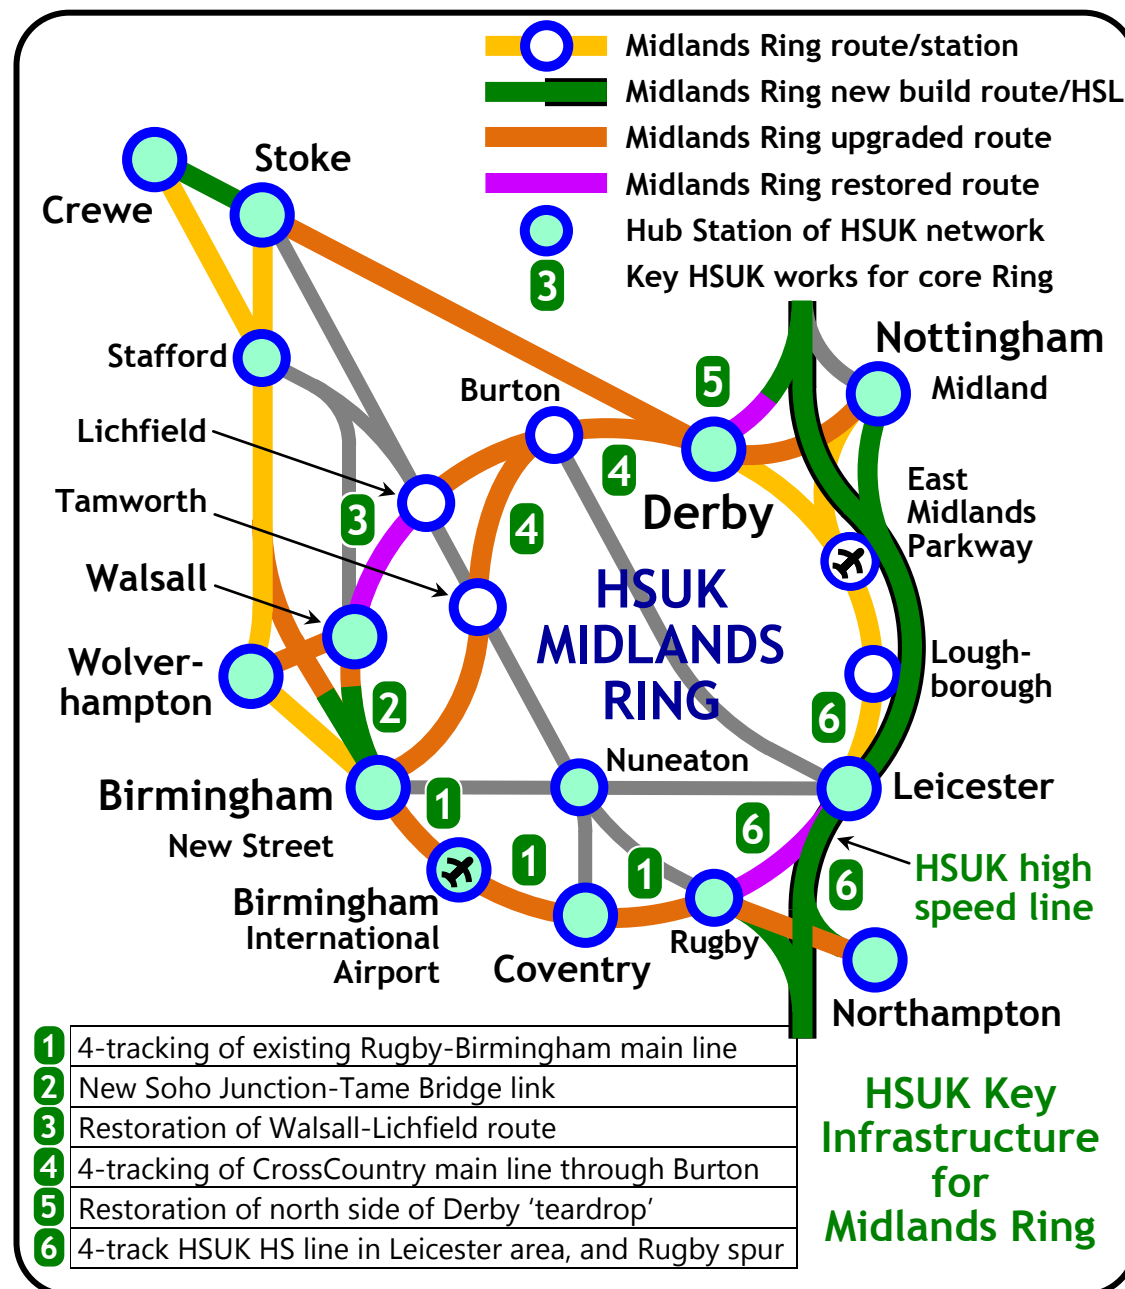 Midlands Ring route/station
Midlands Ring new build route/HSL
Midlands Ring upgraded route
Midlands Ring restored route
Hub Station of HSUK network
3 Key HSUK works for core Ring
Stoke
Crewe
Nottingham
Midland
Stafford
5
Burton
Lichfield
4
Tamworth
3
4
Derby
East
Midlands
Parkway
Walsall
HSUK
MIDLANDS
RING
Wolver-
hampton
2
Lough-
borough
6
Nuneaton
Birmingham
New Street
1
Leicester
6
1
1
6
HSUK high
speed line
Birmingham
International
Airport
Rugby
Coventry
Northampton
1 4-tracking of existing Rugby-Birmingham main line
2 New Soho Junction-Tame Bridge link
3 Restoration of Walsall-Lichfield route
4 4-tracking of CrossCountry main line through Burton
5 Restoration of north side of Derby ‘teardrop’
6 4-track HSUK HS line in Leicester area, and Rugby spur
HSUK Key
Infrastructure
for
Midlands Ring